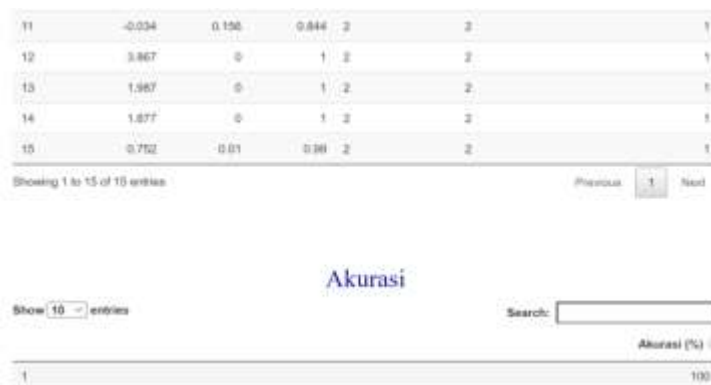 11 -0.034 0.156 0.844 2 2 1
12 3.867 0 1 2 2 1
13 1.987 0 1 2 2 1
14 1.877 0 1 2 2 1
15 0.752 0.01 0.99 2 2 1
Showing 1 to 15 of 15 entries Previous 1 Next
Akurasi
Show 10 entries Search:
Akurasi (%)
1 100